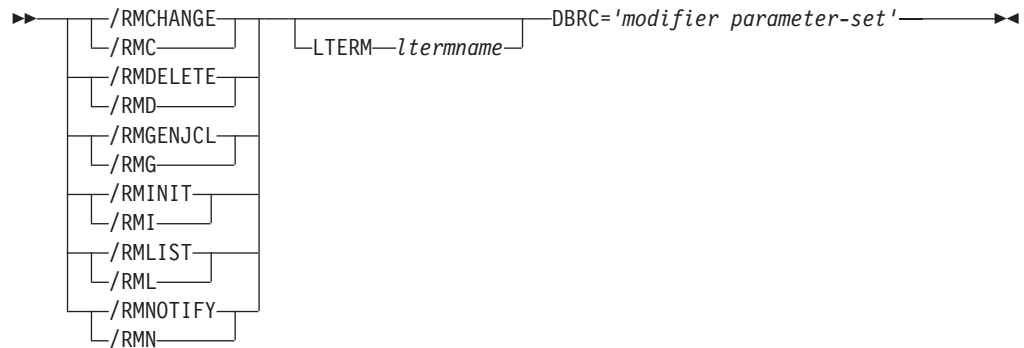 /RMCHANGE DBRC='modifier parameter-set'
/RMC LTERM ltermname
/RMDELETE
/RMD
/RMGENJCL
/RMG
/RMINIT
/RMI
/RMLIST
/RML
/RMNOTIFY
/RMN